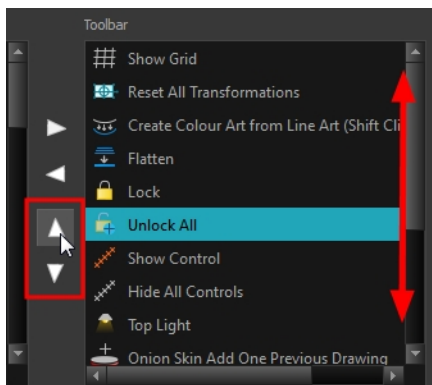 Toolbar
Show Grid
Reset All Transformations
Create Colour Art from Line Art (Shift Cli
Flatten
Lock
Unlock All
Show Control
Hide All Controls
Top Light
Onion Skin Add One Previous Drawing